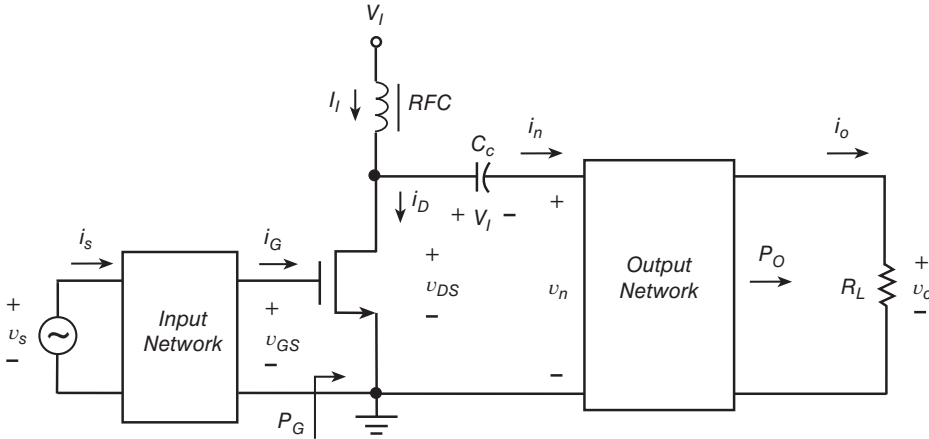 V_I
I_I
RFC
C_c
i_n
i_o
+ V_I −
i_D
+
v_n
−
+
v_DS
−
i_s
i_G
+
v_s
−
~
Input
Network
+
v_GS
−
P_G
Output
Network
P_O
R_L
+
v_o
−